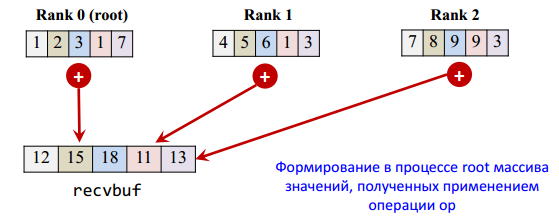 Rank 0 (root) Rank 1 Rank 2
1 2 3 1 7 4 5 6 1 3 7 8 9 9 3
+ + +
12 15 18 11 13
recvbuf
Формирование в процессе root массива
значений, полученных применением
операции op